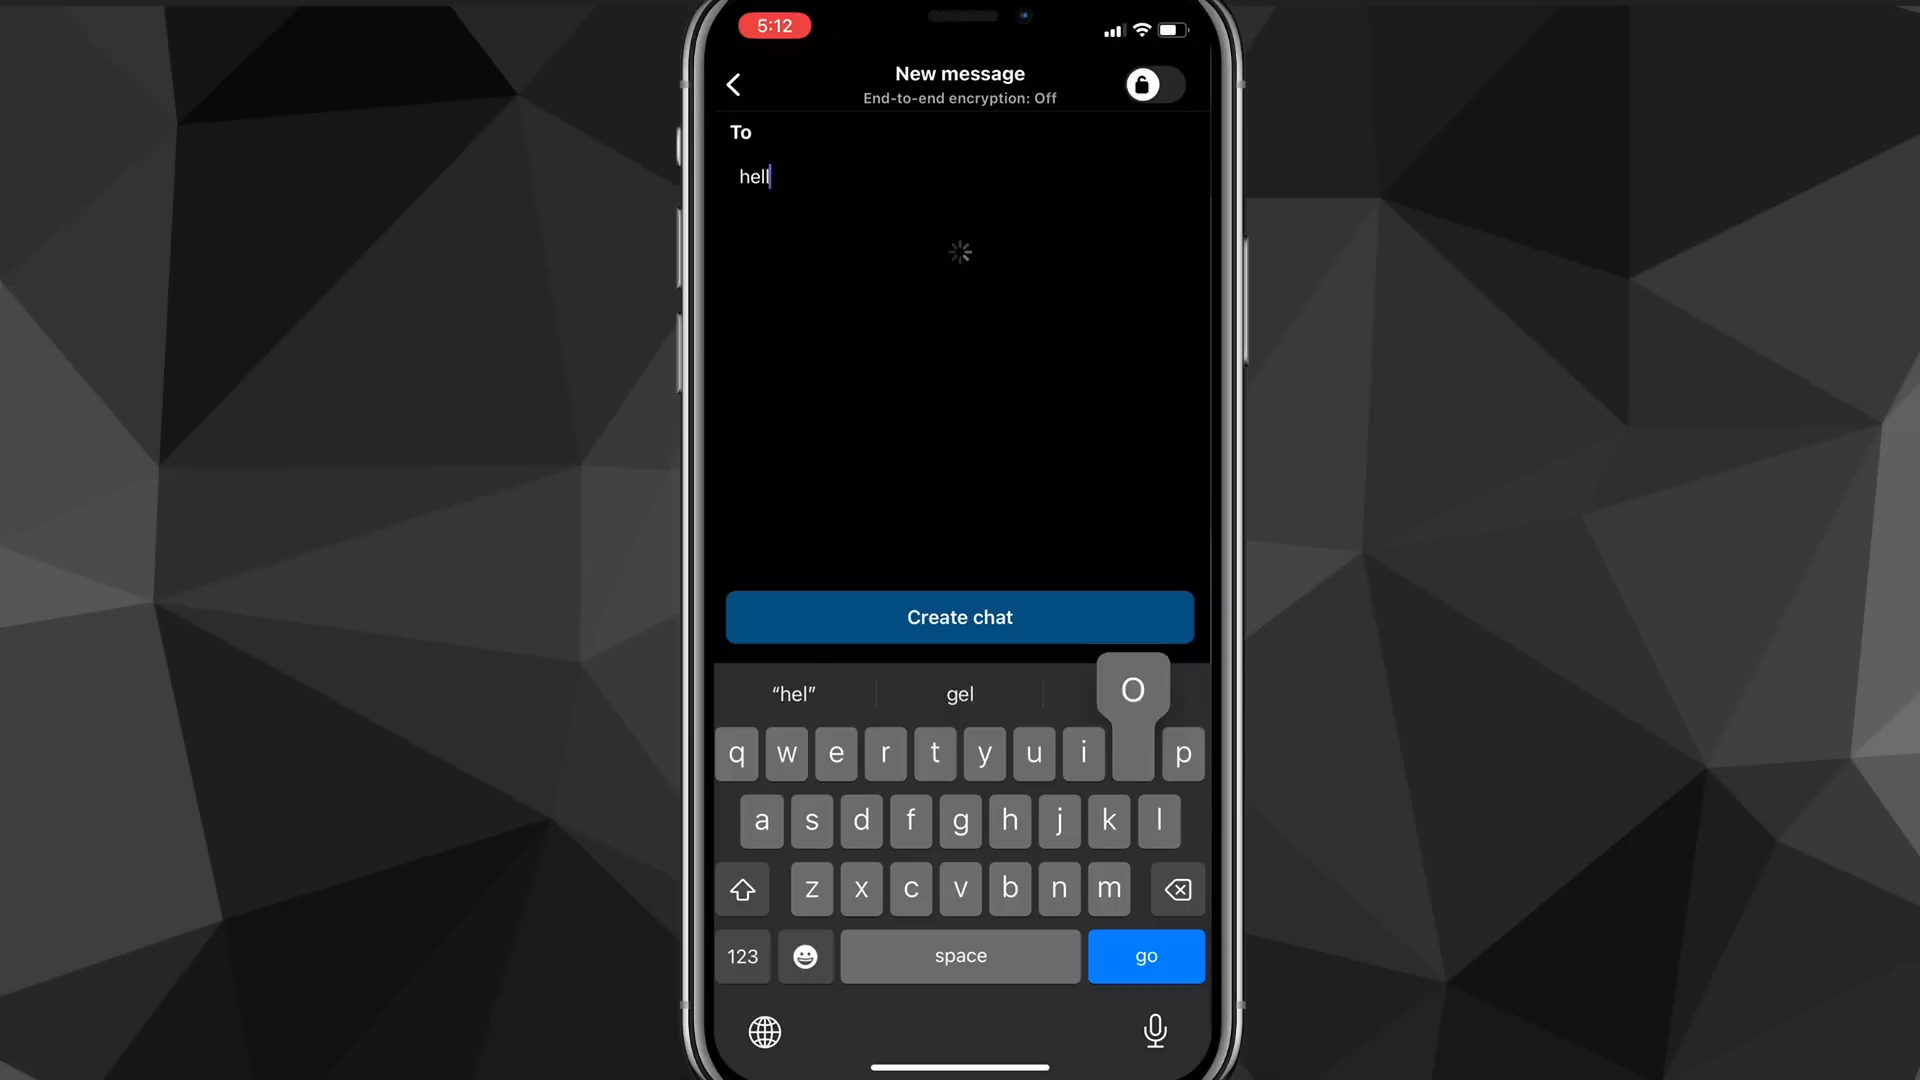 5:12
New message
End-to-end encryption: Off
To
hell
Create chat
“hel” gel
o
q w e r t y u i p
a s d f g h j k l
z x c v b n m
123 space go